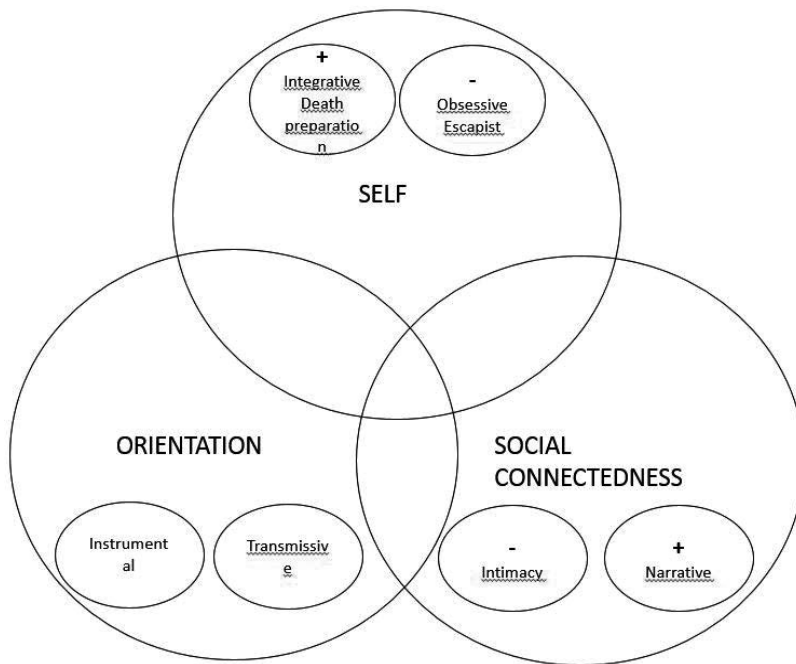 +
Integrative
Death
preparatio
n
-
Obsessive
Escapist
SELF
ORIENTATION
SOCIAL
CONNECTEDNESS
Instrument
al
Transmissiv
e
-
Intimacy
+
Narrative